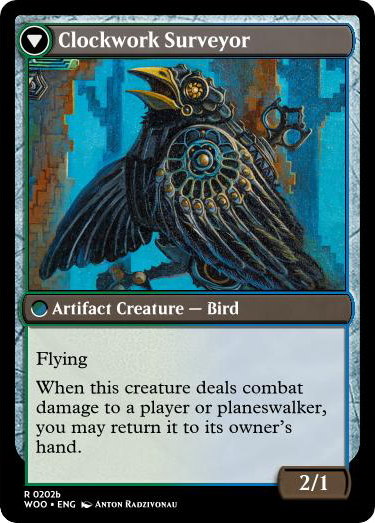 Clockwork Surveyor
Artifact Creature — Bird
Flying
When this creature deals combat
damage to a player or planeswalker,
you may return it to its owner's
hand.
2/1
R 0202b
WOO • ENG Anton Radzivonau